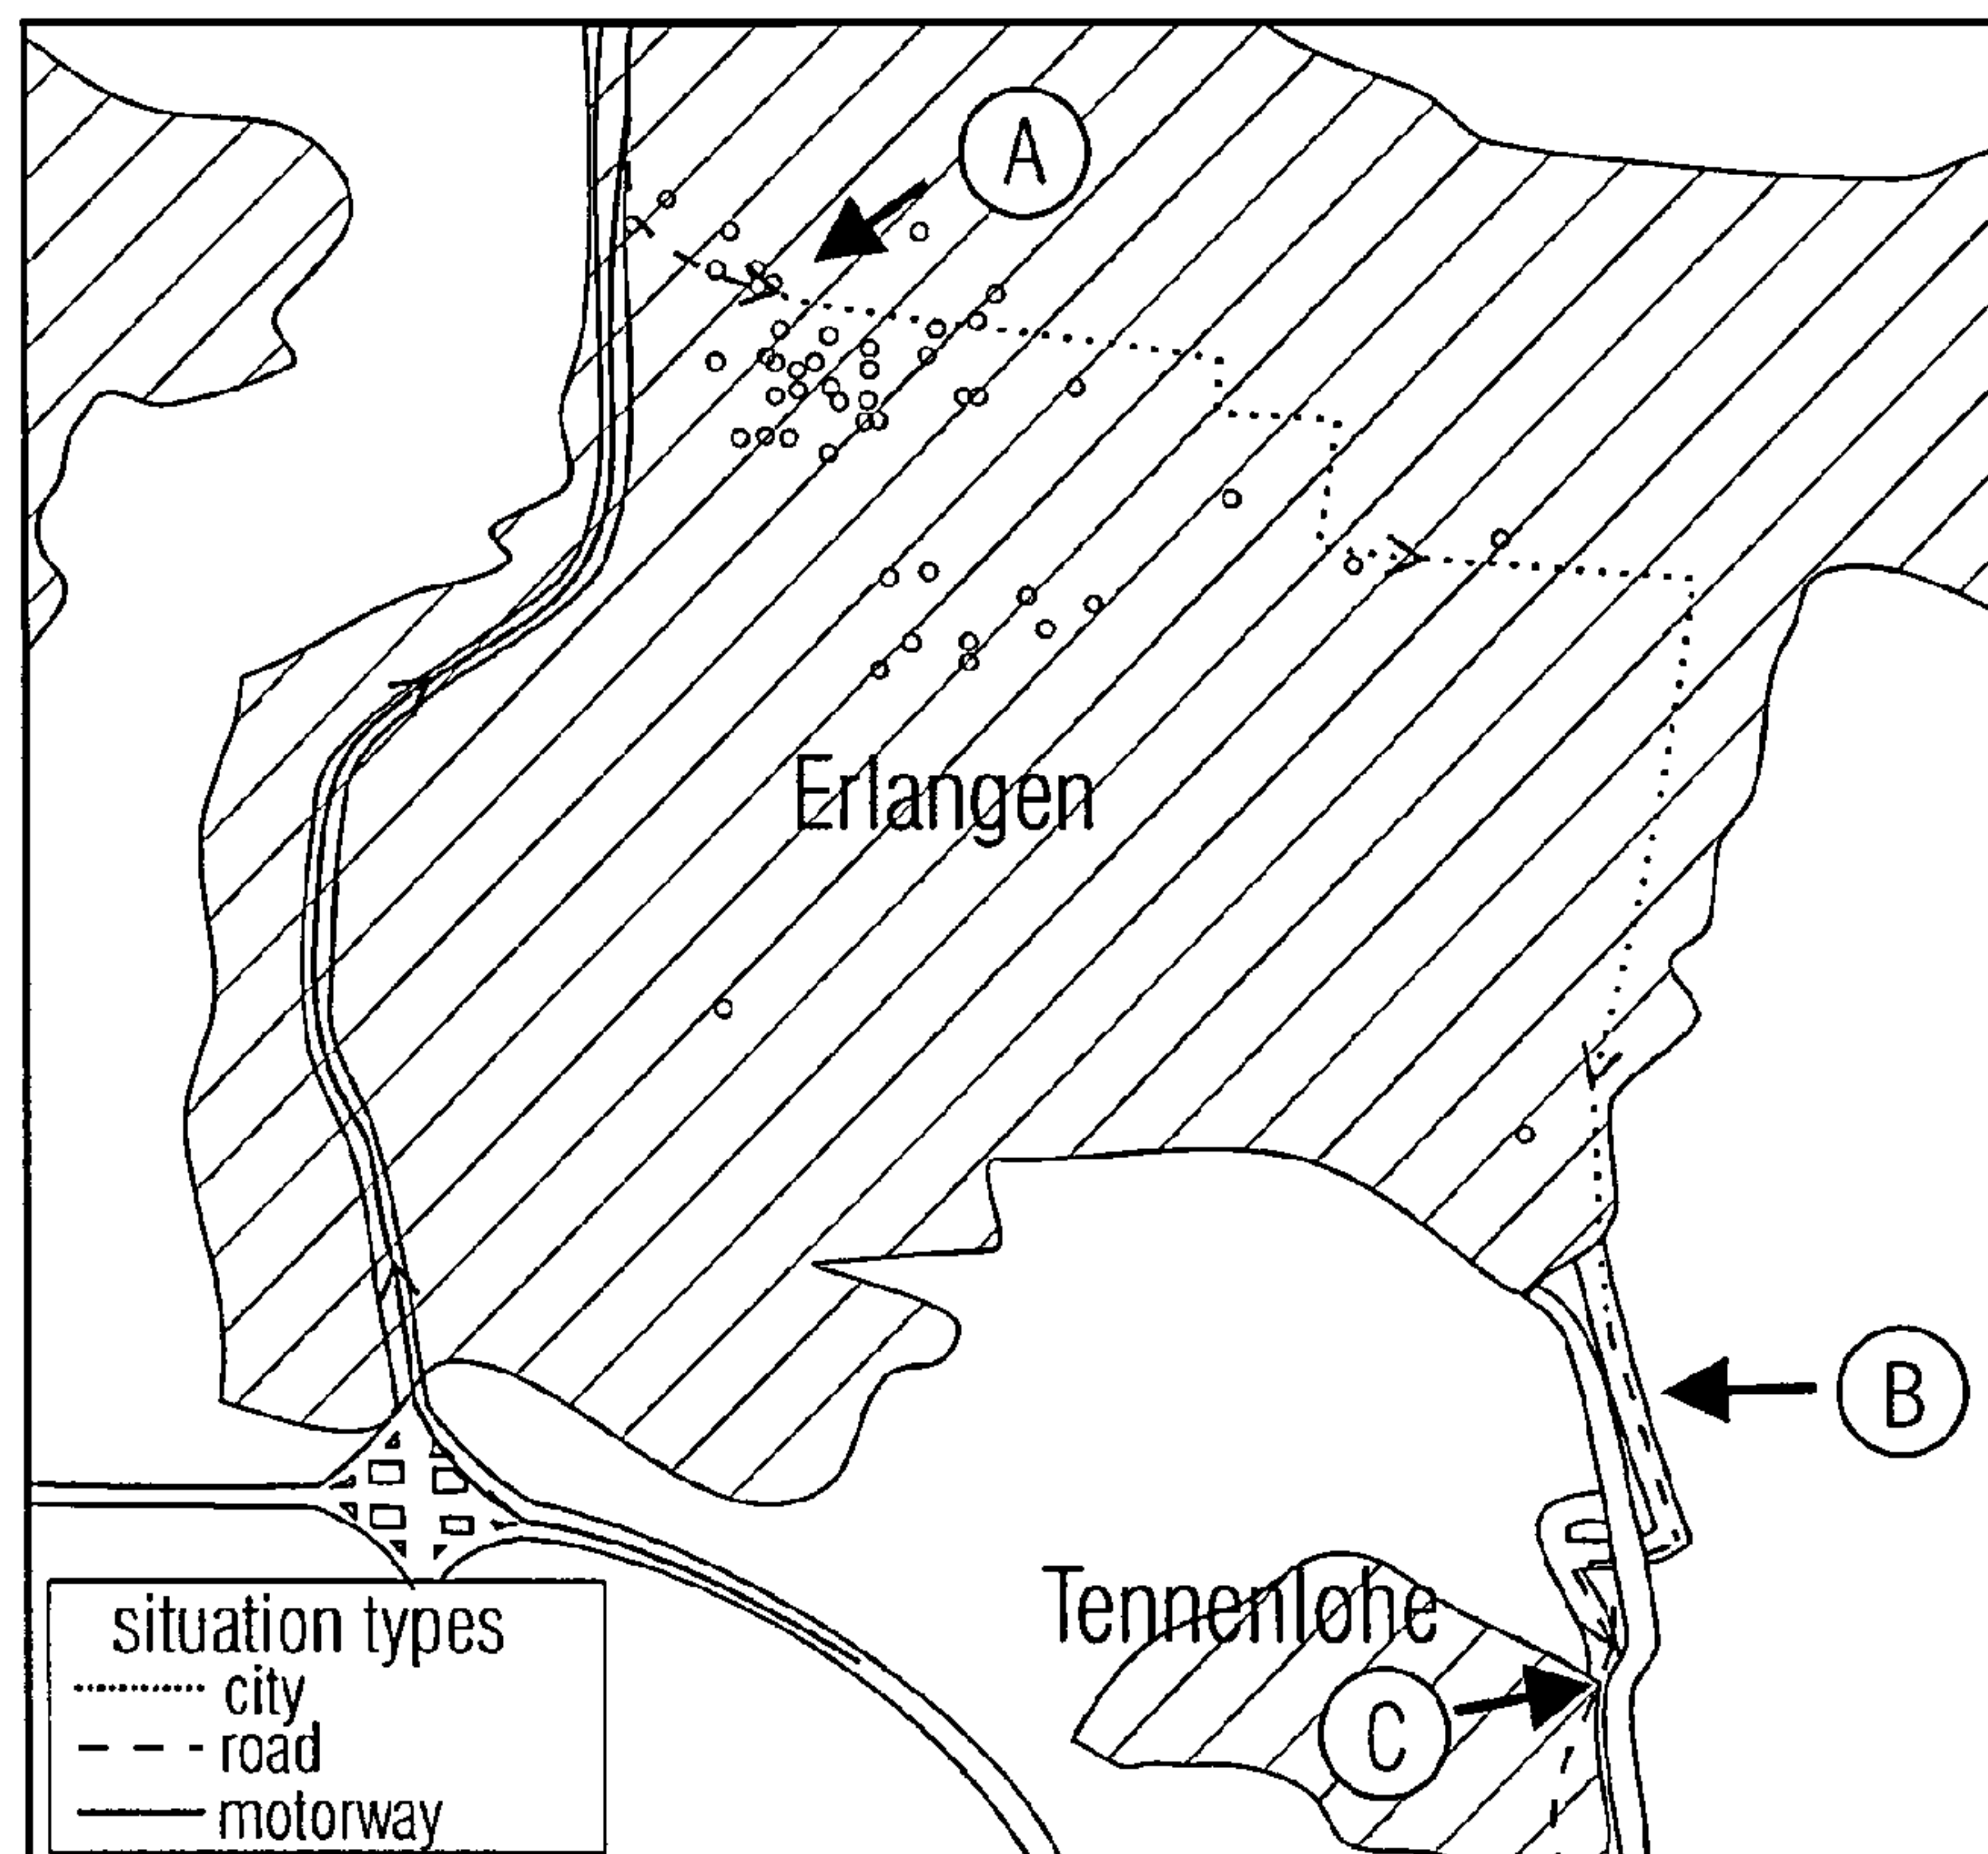 A
Erlangen
B
Tennenlohe
C
situation types
city
road
motorway